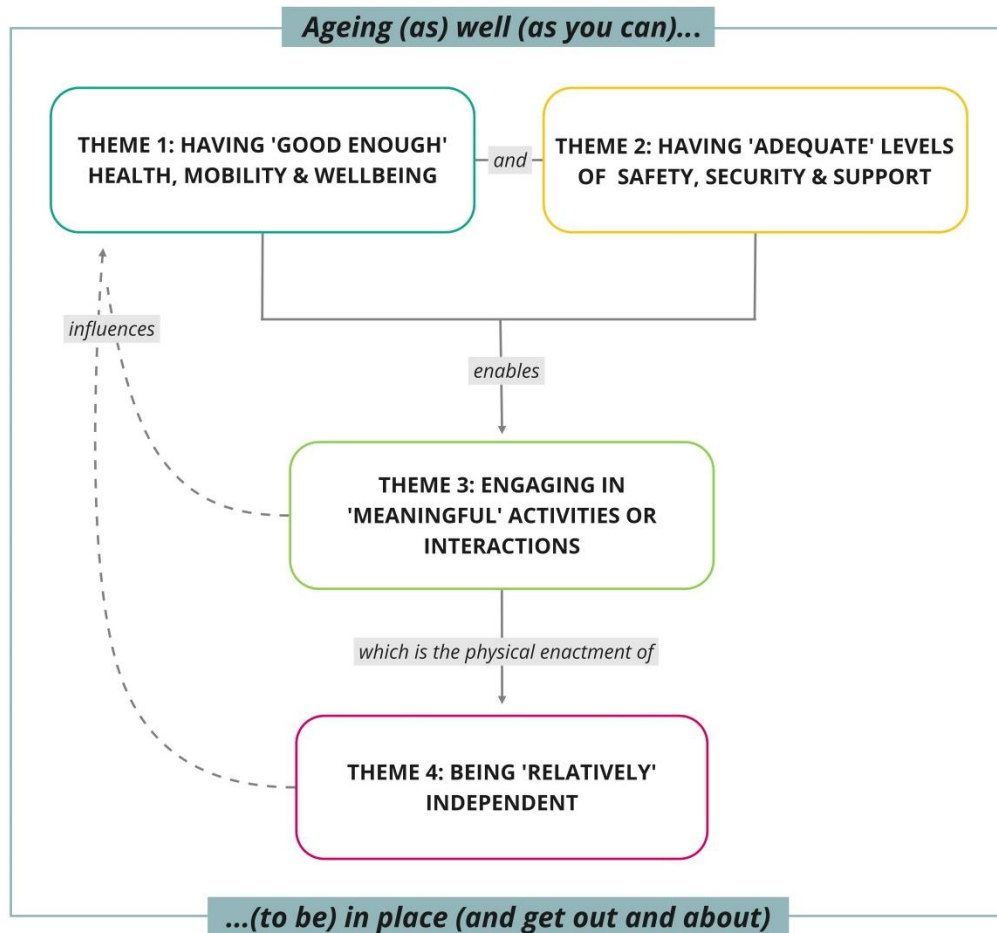 Ageing (as) well (as you can)...
THEME 1: HAVING 'GOOD ENOUGH'
HEALTH, MOBILITY & WELLBEING
and
THEME 2: HAVING 'ADEQUATE' LEVELS
OF SAFETY, SECURITY & SUPPORT
influences
enables
THEME 3: ENGAGING IN
'MEANINGFUL' ACTIVITIES OR
INTERACTIONS
which is the physical enactment of
THEME 4: BEING 'RELATIVELY'
INDEPENDENT
...(to be) in place (and get out and about)